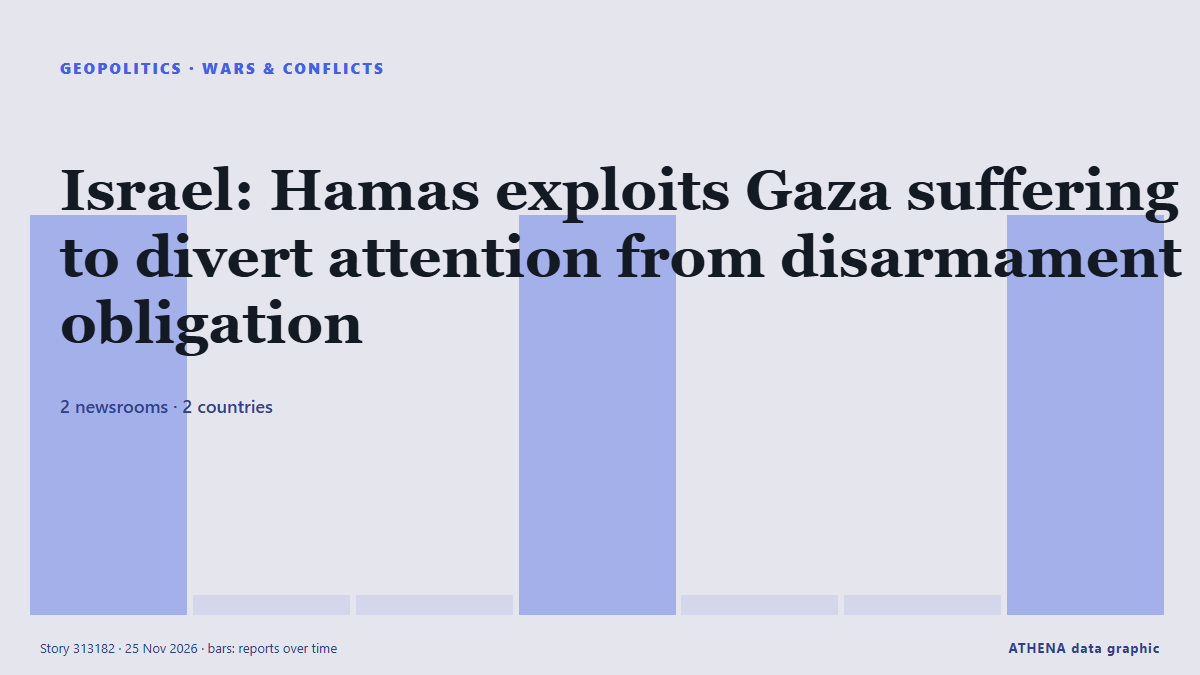 GEOPOLITICS · WARS & CONFLICTS
Israel: Hamas exploits Gaza suffering
to divert attention from disarmament
obligation
2 newsrooms · 2 countries
Story 313182 · 25 Nov 2026 · bars: reports over time
ATHENA data graphic